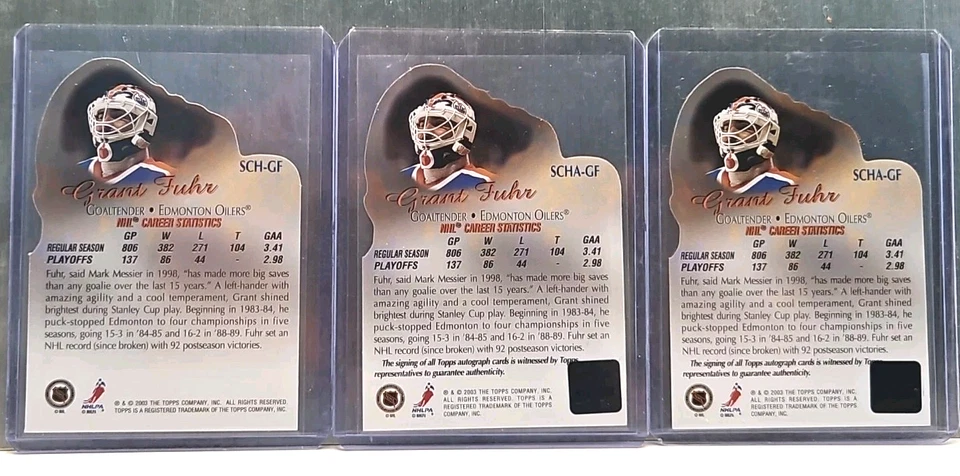 SCH-GF
Grant Fuhr
GOALTENDER • EDMONTON OILERS®
NHL® CAREER STATISTICS
GP W L T GAA
REGULAR SEASON 806 382 271 104 3.41
PLAYOFFS 137 86 44 - 2.98
Fuhr, said Mark Messier in 1998, "has made more big saves
than any goalie over the last 15 years." A left-hander with
amazing agility and a cool temperament, Grant shined
brightest during Stanley Cup play. Beginning in 1983-84, he
puck-stopped Edmonton to four championships in five
seasons, going 15-3 in '84-85 and 16-2 in '88-89. Fuhr set an
NHL record (since broken) with 92 postseason victories.
NHLPA
® & © 2003 THE TOPPS COMPANY, INC. ALL RIGHTS RESERVED.
TOPPS IS A REGISTERED TRADEMARK OF THE TOPPS COMPANY, INC.
SCHA-GF
Grant Fuhr
GOALTENDER • EDMONTON OILERS®
NHL® CAREER STATISTICS
GP W L T GAA
REGULAR SEASON 806 382 271 104 3.41
PLAYOFFS 137 86 44 - 2.98
Fuhr, said Mark Messier in 1998, "has made more big saves
than any goalie over the last 15 years." A left-hander with
amazing agility and a cool temperament, Grant shined
brightest during Stanley Cup play. Beginning in 1983-84, he
puck-stopped Edmonton to four championships in five
seasons, going 15-3 in '84-85 and 16-2 in '88-89. Fuhr set an
NHL record (since broken) with 92 postseason victories.
The signing of all Topps autograph cards is witnessed by Topps
representatives to guarantee authenticity.
NHLPA
® & © 2003 THE TOPPS COMPANY, INC.
ALL RIGHTS RESERVED. TOPPS IS A
REGISTERED TRADEMARK OF THE TOPPS
COMPANY, INC.
SCHA-GF
Grant Fuhr
GOALTENDER • EDMONTON OILERS®
NHL® CAREER STATISTICS
GP W L T GAA
REGULAR SEASON 806 382 271 104 3.41
PLAYOFFS 137 86 44 - 2.98
Fuhr, said Mark Messier in 1998, "has made more big saves
than any goalie over the last 15 years." A left-hander with
amazing agility and a cool temperament, Grant shined
brightest during Stanley Cup play. Beginning in 1983-84, he
puck-stopped Edmonton to four championships in five
seasons, going 15-3 in '84-85 and 16-2 in '88-89. Fuhr set an
NHL record (since broken) with 92 postseason victories.
The signing of all Topps autograph cards is witnessed by To
representatives to guarantee authenticity.
NHLPA
® & © 2003 THE TOPPS COMPANY, INC.
ALL RIGHTS RESERVED. TOPPS IS A
REGISTERED TRADEMARK OF THE TOPPS
COMPANY, INC.